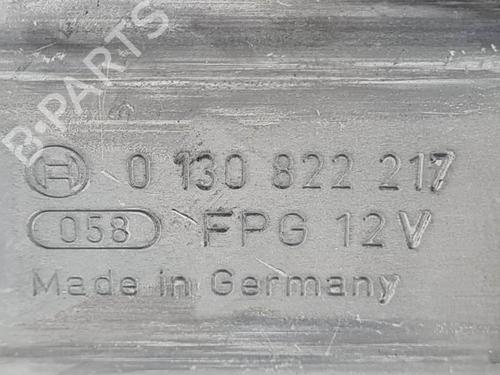 B-PARTS
0 130 822 217
058 FPG 12V
Made in Germany